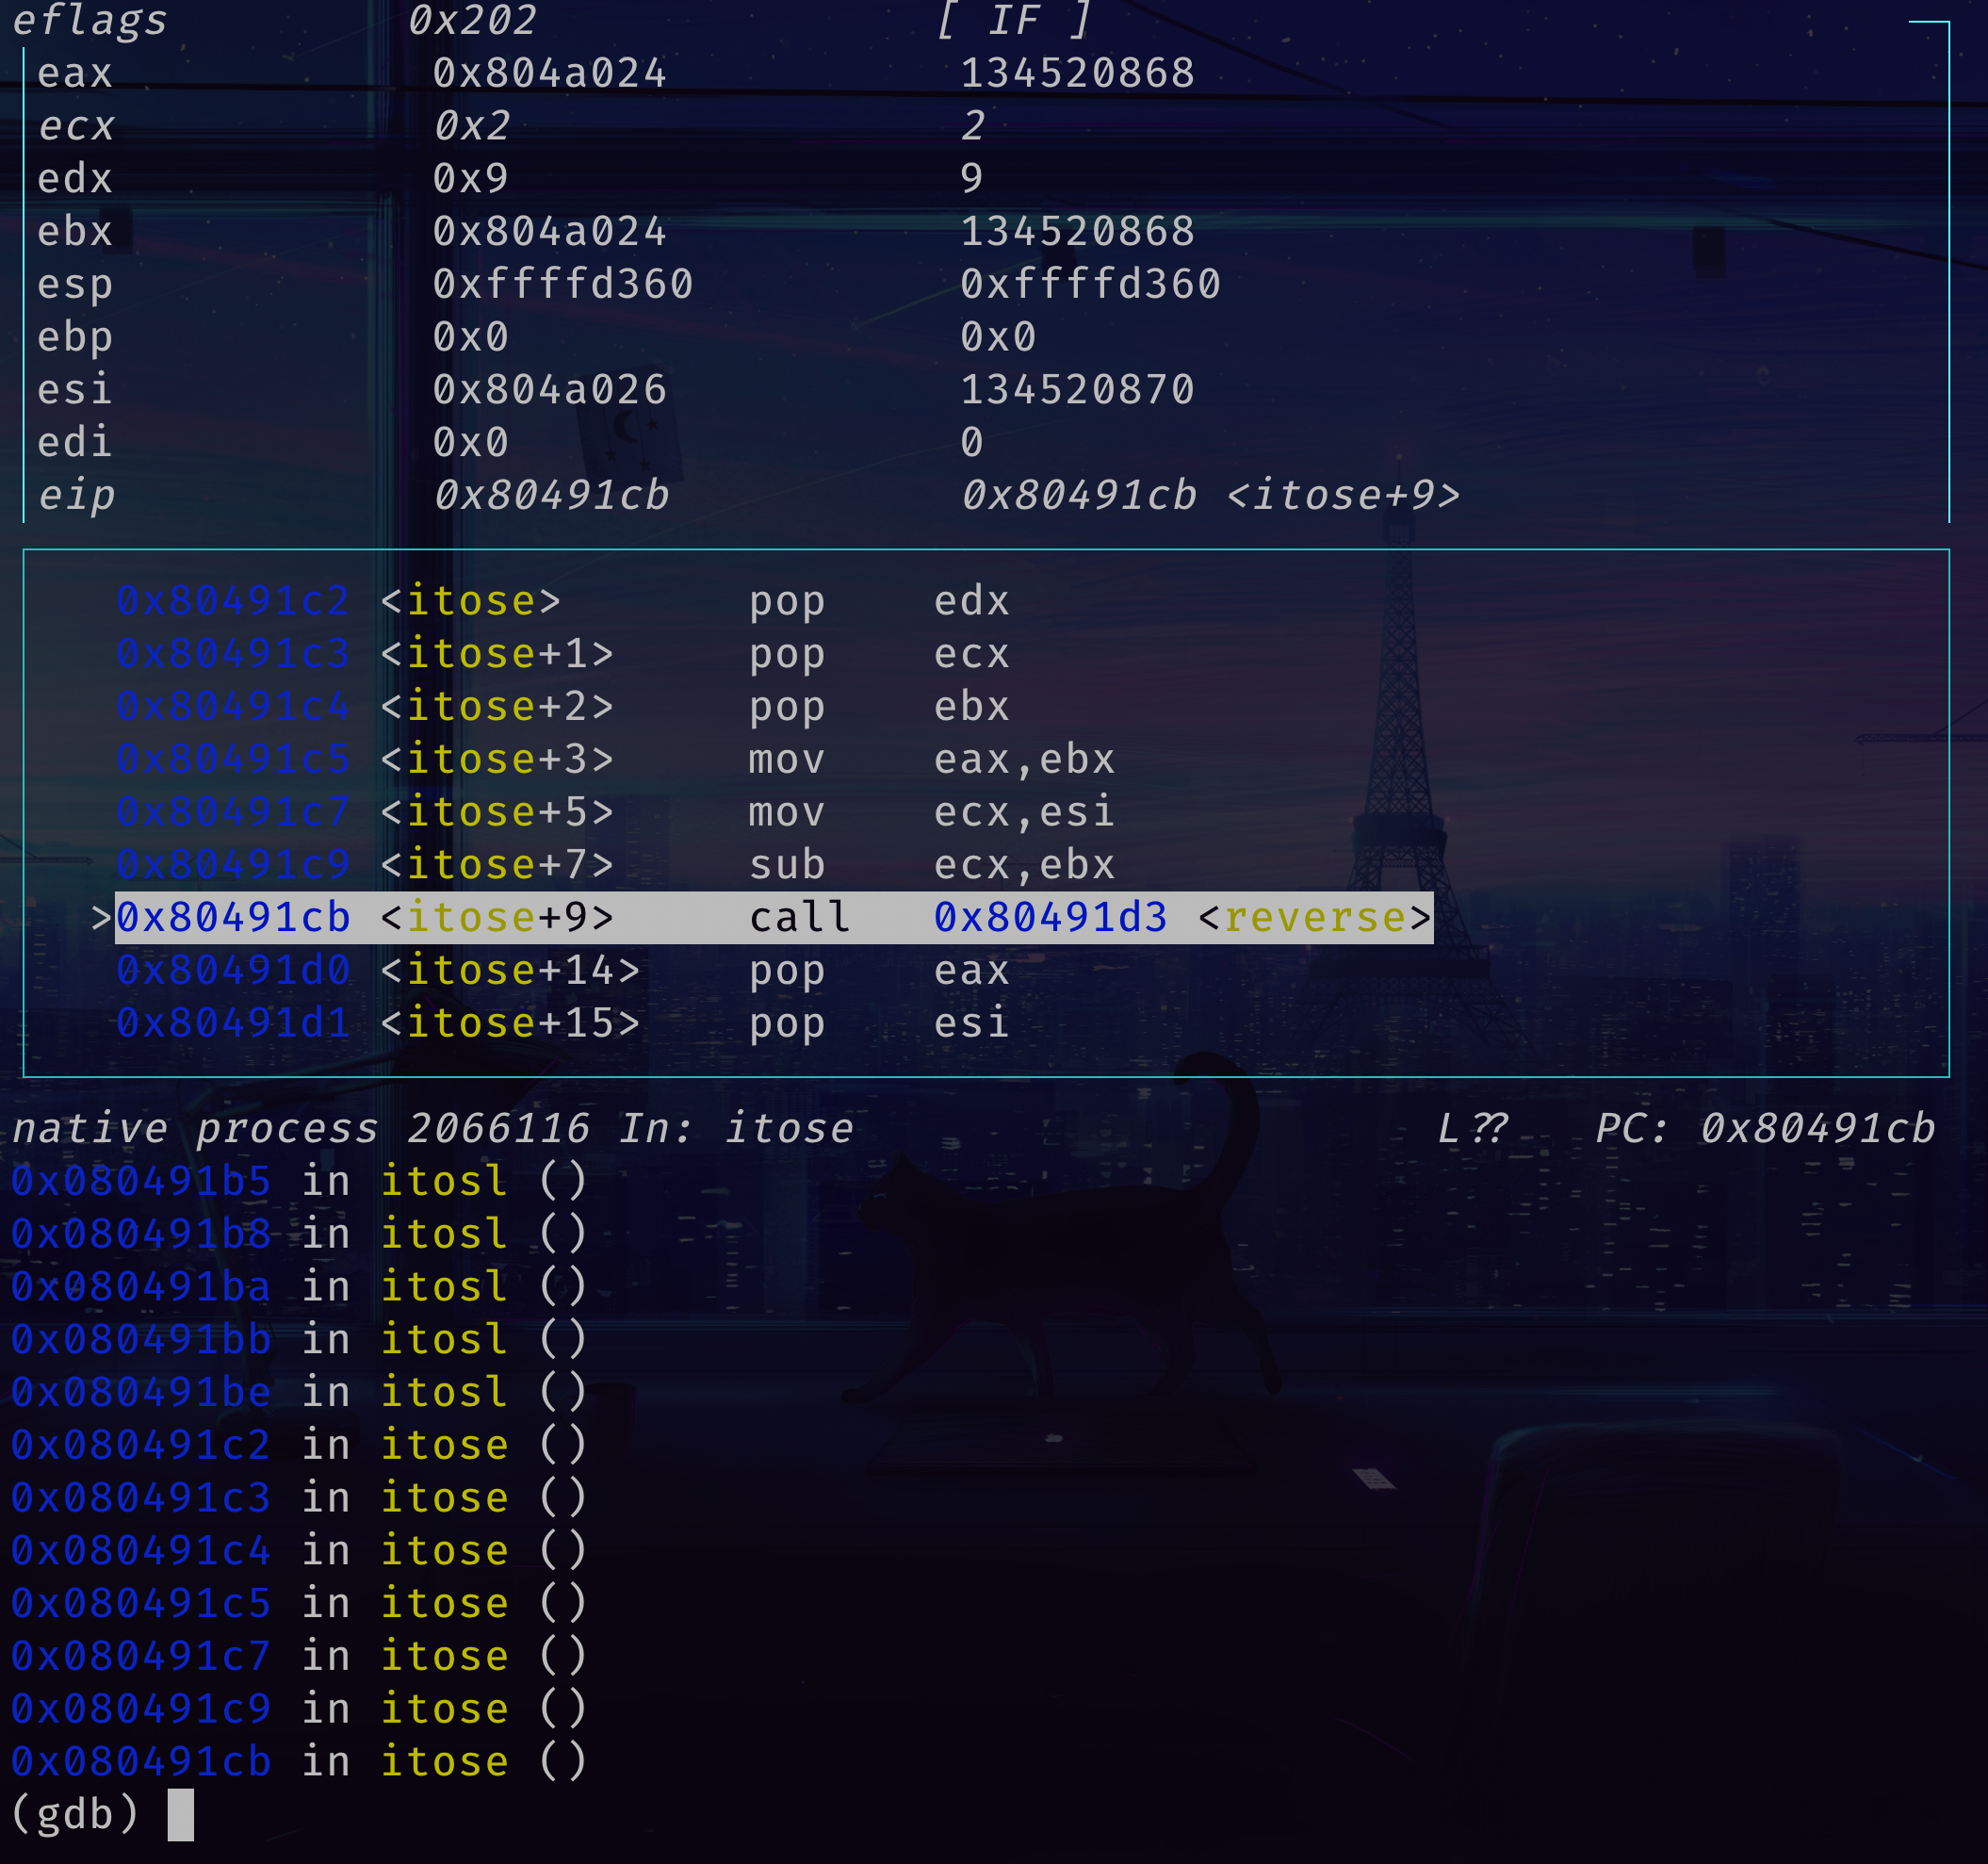 eflags 0x202 [ IF ]
eax 0x804a024 134520868
ecx 0x2 2
edx 0x9 9
ebx 0x804a024 134520868
esp 0xffffd360 0xffffd360
ebp 0x0 0x0
esi 0x804a026 134520870
edi 0x0 0
eip 0x80491cb 0x80491cb <itose+9>
0x80491c2 <itose> pop edx
0x80491c3 <itose+1> pop ecx
0x80491c4 <itose+2> pop ebx
0x80491c5 <itose+3> mov eax,ebx
0x80491c7 <itose+5> mov ecx,esi
0x80491c9 <itose+7> sub ecx,ebx
>0x80491cb <itose+9> call 0x80491d3 <reverse>
0x80491d0 <itose+14> pop eax
0x80491d1 <itose+15> pop esi
native process 2066116 In: itose L?? PC: 0x80491cb
0x080491b5 in itosl ()
0x080491b8 in itosl ()
0x080491ba in itosl ()
0x080491bb in itosl ()
0x080491be in itosl ()
0x080491c2 in itose ()
0x080491c3 in itose ()
0x080491c4 in itose ()
0x080491c5 in itose ()
0x080491c7 in itose ()
0x080491c9 in itose ()
0x080491cb in itose ()
(gdb)